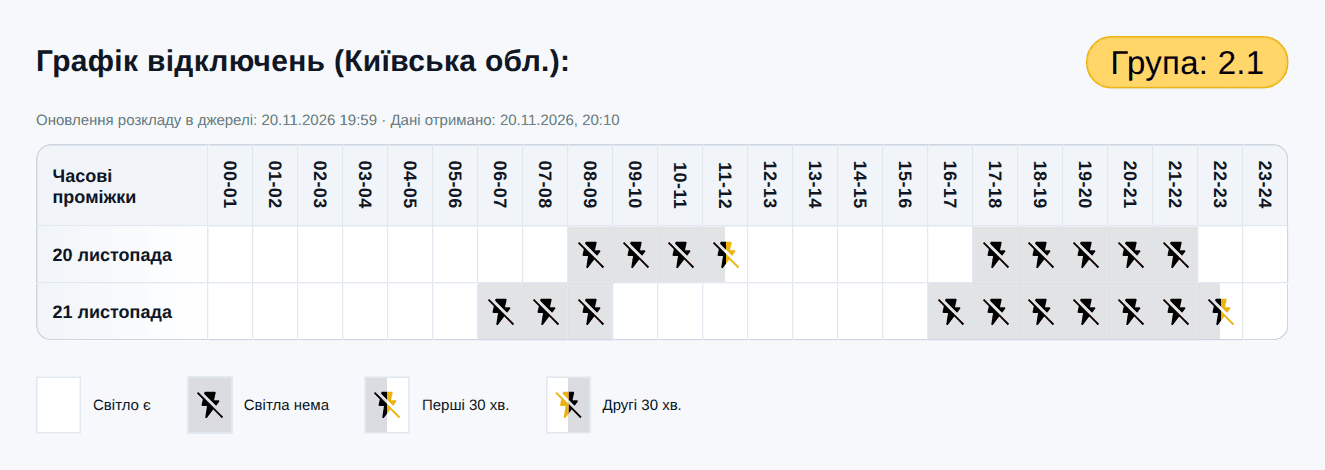 Графік відключень (Київська обл.):
Група: 2.1
Оновлення розкладу в джерелі: 20.11.2026 19:59 · Дані отримано: 20.11.2026, 20:10
Часові проміжки 00-01 01-02 02-03 03-04 04-05 05-06 06-07 07-08 08-09 09-10 10-11 11-12 12-13 13-14 14-15 15-16 16-17 17-18 18-19 19-20 20-21 21-22 22-23 23-24
20 листопада
21 листопада
Світло є Світла нема Перші 30 хв. Другі 30 хв.